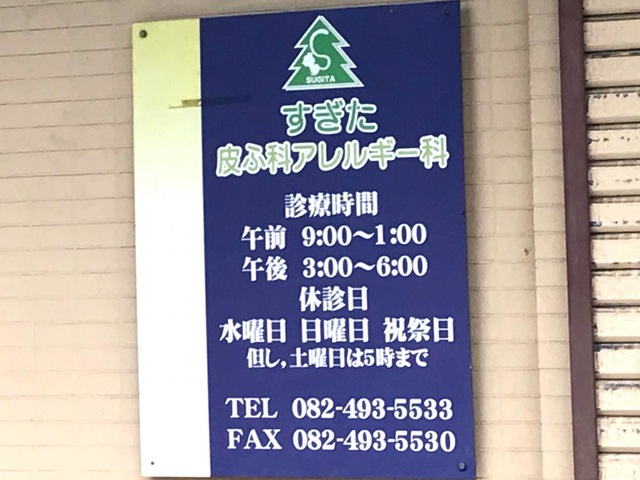 S
SUGITA
すぎた
皮ふ科アレルギー科
診療時間
午前 9:00〜1:00
午後 3:00〜6:00
休診日
水曜日 日曜日 祝祭日
但し,土曜日は5時まで
TEL 082-493-5533
FAX 082-493-5530